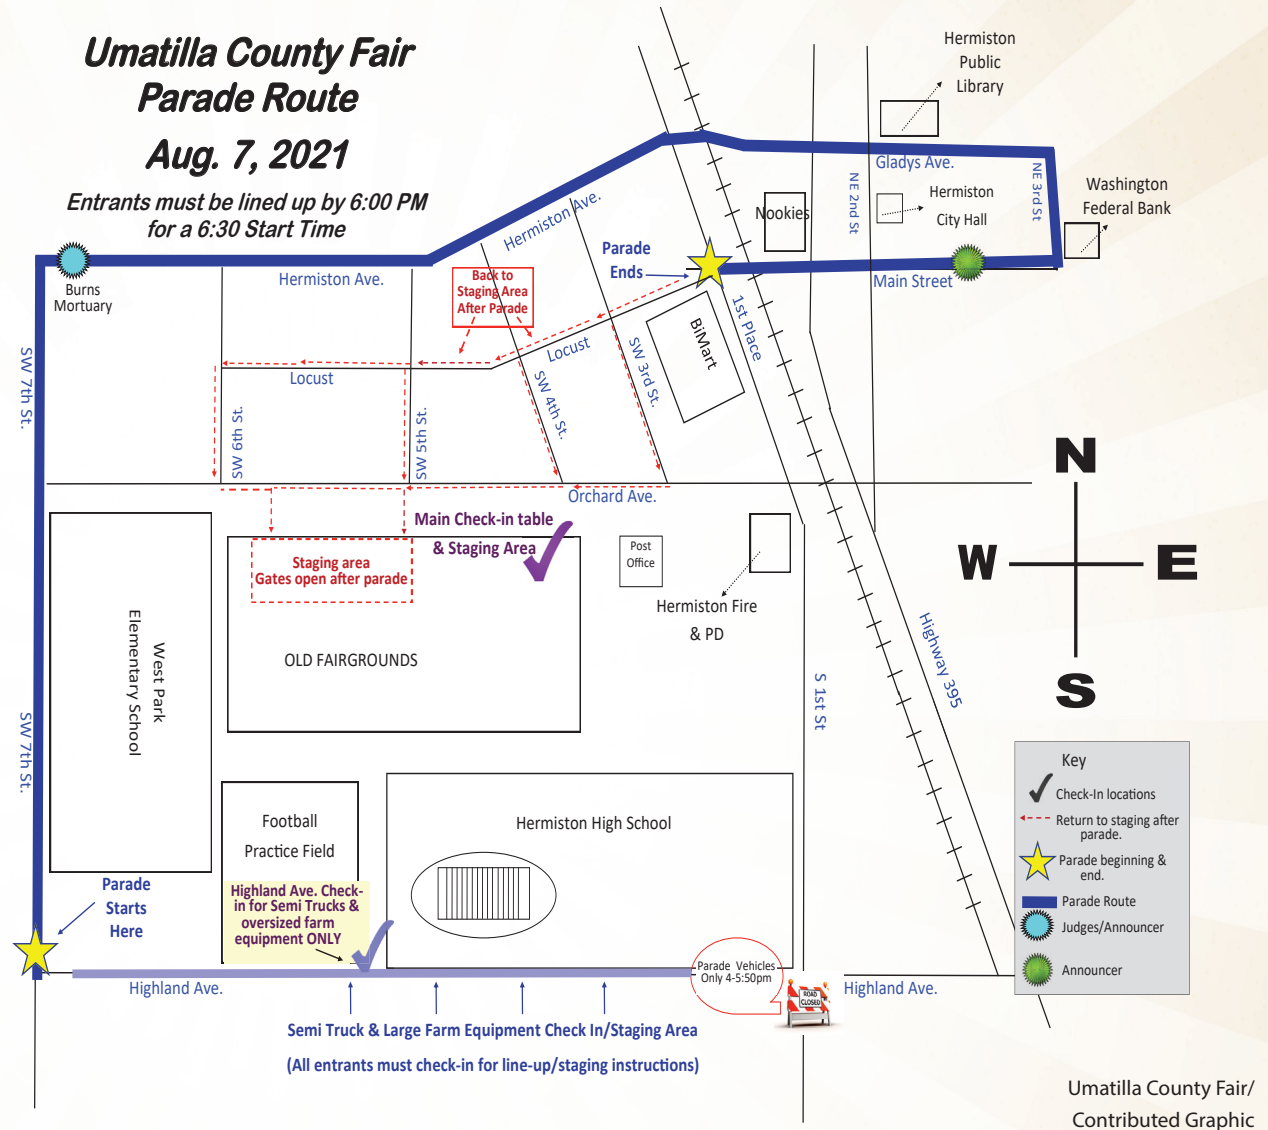 Umatilla County Fair
Parade Route
Aug. 7, 2021
Entrants must be lined up by 6:00 PM
for a 6:30 Start Time
Hermiston
Public
Library
Gladys Ave.
Hermiston Ave.
NE 2nd St
Hermiston
City Hall
NE 3rd St
Washington
Federal Bank
Nookies
Parade
Ends
Main Street
Burns
Mortuary
Hermiston Ave.
Back to
Staging Area
After Parade
1st Place
BiMart
Locust
Locust
SW 3rd St.
SW 4th St.
SW 5th St.
SW 6th St.
SW 7th St.
Orchard Ave.
Main Check-in table
& Staging Area
Staging area
Gates open after parade
Post
Office
Hermiston Fire
& PD
OLD FAIRGROUNDS
West Park
Elementary School
SW 7th St.
S 1st St
Highway 395
N
W
E
S
Football
Practice Field
Hermiston High School
Highland Ave. Check-
in for Semi Trucks &
oversized farm
equipment ONLY
Parade
Starts
Here
Parade Vehicles
Only 4-5:50pm
ROAD
CLOSED
Highland Ave.
Highland Ave.
Semi Truck & Large Farm Equipment Check In/Staging Area
(All entrants must check-in for line-up/staging instructions)
Key
Check-In locations
Return to staging after
parade.
Parade beginning &
end.
Parade Route
Judges/Announcer
Announcer
Umatilla County Fair/
Contributed Graphic